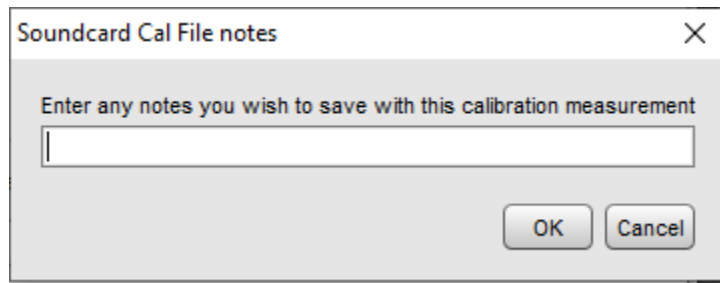 Soundcard Cal File notes
Enter any notes you wish to save with this calibration measurement
OK
Cancel